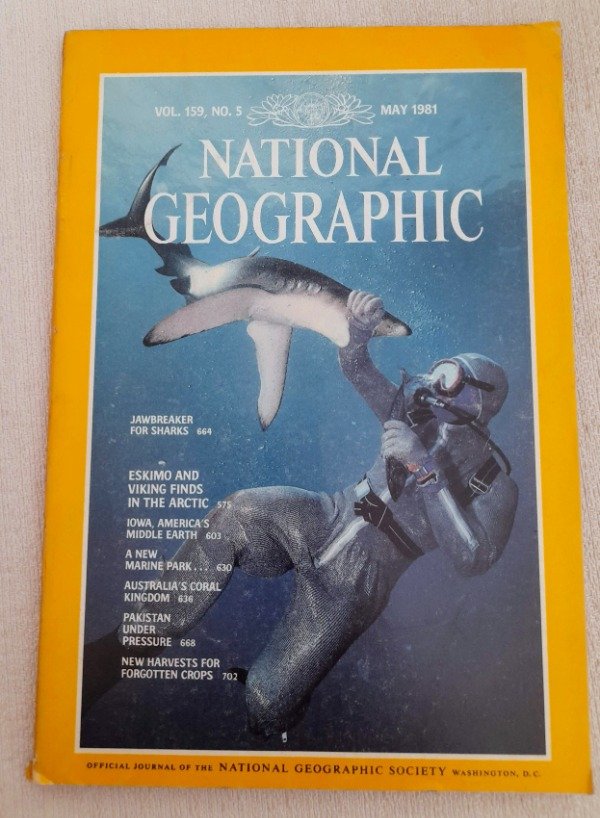 VOL. 159, NO. 5 MAY 1981
NATIONAL
GEOGRAPHIC
JAWBREAKER
FOR SHARKS 664
ESKIMO AND
VIKING FINDS
IN THE ARCTIC 575
IOWA, AMERICA'S
MIDDLE EARTH 603
A NEW
MARINE PARK... 630
AUSTRALIA'S CORAL
KINGDOM 636
PAKISTAN
UNDER
PRESSURE 668
NEW HARVESTS FOR
FORGOTTEN CROPS 702
OFFICIAL JOURNAL OF THE NATIONAL GEOGRAPHIC SOCIETY WASHINGTON, D.C.